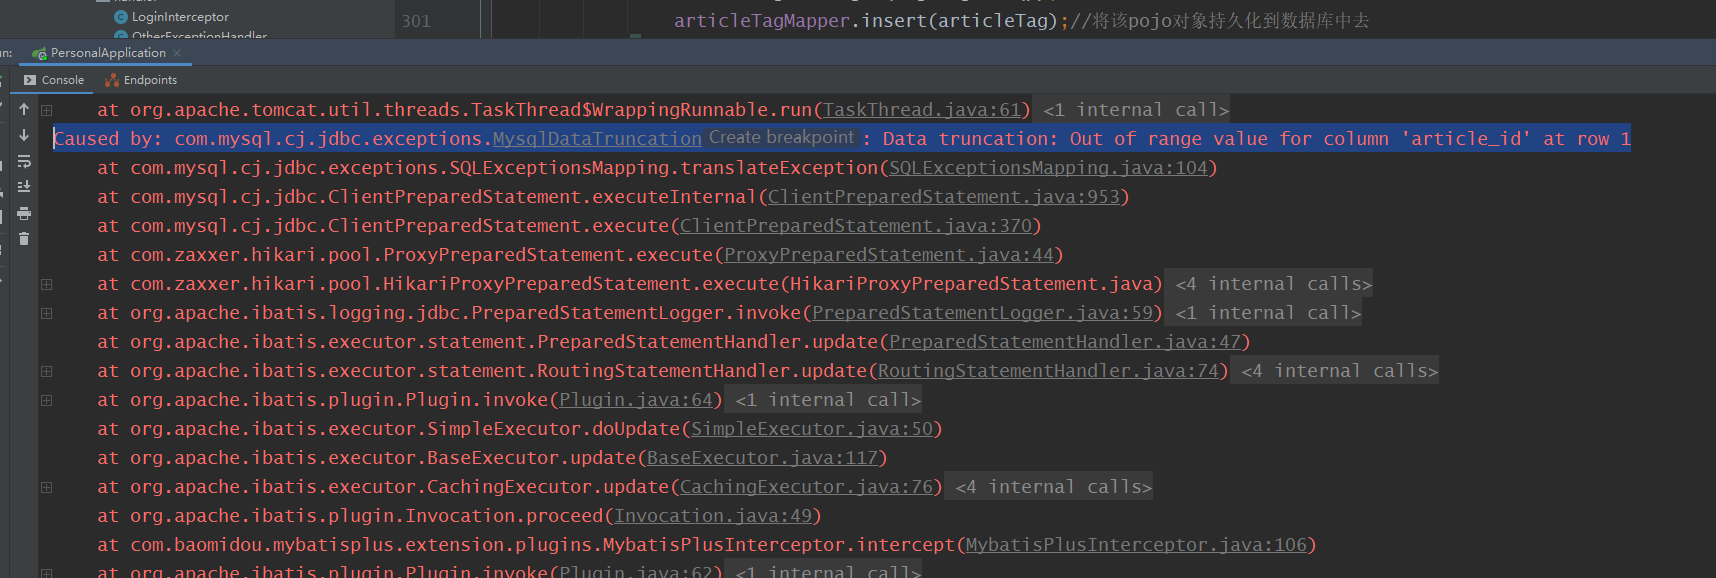 LoginInterceptor
OtherExceptionHandler
301 articleTagMapper.insert(articleTag);//将该pojo对象持久化到数据库中去
un: PersonalApplication ×
Console Endpoints
at org.apache.tomcat.util.threads.TaskThread$WrappingRunnable.run(TaskThread.java:61) <1 internal call>
Caused by: com.mysql.cj.jdbc.exceptions.MysqlDataTruncation Create breakpoint : Data truncation: Out of range value for column 'article_id' at row 1
at com.mysql.cj.jdbc.exceptions.SQLExceptionsMapping.translateException(SQLExceptionsMapping.java:104)
at com.mysql.cj.jdbc.ClientPreparedStatement.executeInternal(ClientPreparedStatement.java:953)
at com.mysql.cj.jdbc.ClientPreparedStatement.execute(ClientPreparedStatement.java:370)
at com.zaxxer.hikari.pool.ProxyPreparedStatement.execute(ProxyPreparedStatement.java:44)
at com.zaxxer.hikari.pool.HikariProxyPreparedStatement.execute(HikariProxyPreparedStatement.java) <4 internal calls>
at org.apache.ibatis.logging.jdbc.PreparedStatementLogger.invoke(PreparedStatementLogger.java:59) <1 internal call>
at org.apache.ibatis.executor.statement.PreparedStatementHandler.update(PreparedStatementHandler.java:47)
at org.apache.ibatis.executor.statement.RoutingStatementHandler.update(RoutingStatementHandler.java:74) <4 internal calls>
at org.apache.ibatis.plugin.Plugin.invoke(Plugin.java:64) <1 internal call>
at org.apache.ibatis.executor.SimpleExecutor.doUpdate(SimpleExecutor.java:50)
at org.apache.ibatis.executor.BaseExecutor.update(BaseExecutor.java:117)
at org.apache.ibatis.executor.CachingExecutor.update(CachingExecutor.java:76) <4 internal calls>
at org.apache.ibatis.plugin.Invocation.proceed(Invocation.java:49)
at com.baomidou.mybatisplus.extension.plugins.MybatisPlusInterceptor.intercept(MybatisPlusInterceptor.java:106)
at org.apache.ibatis.plugin.Plugin.invoke(Plugin.java:62) <1 internal call>